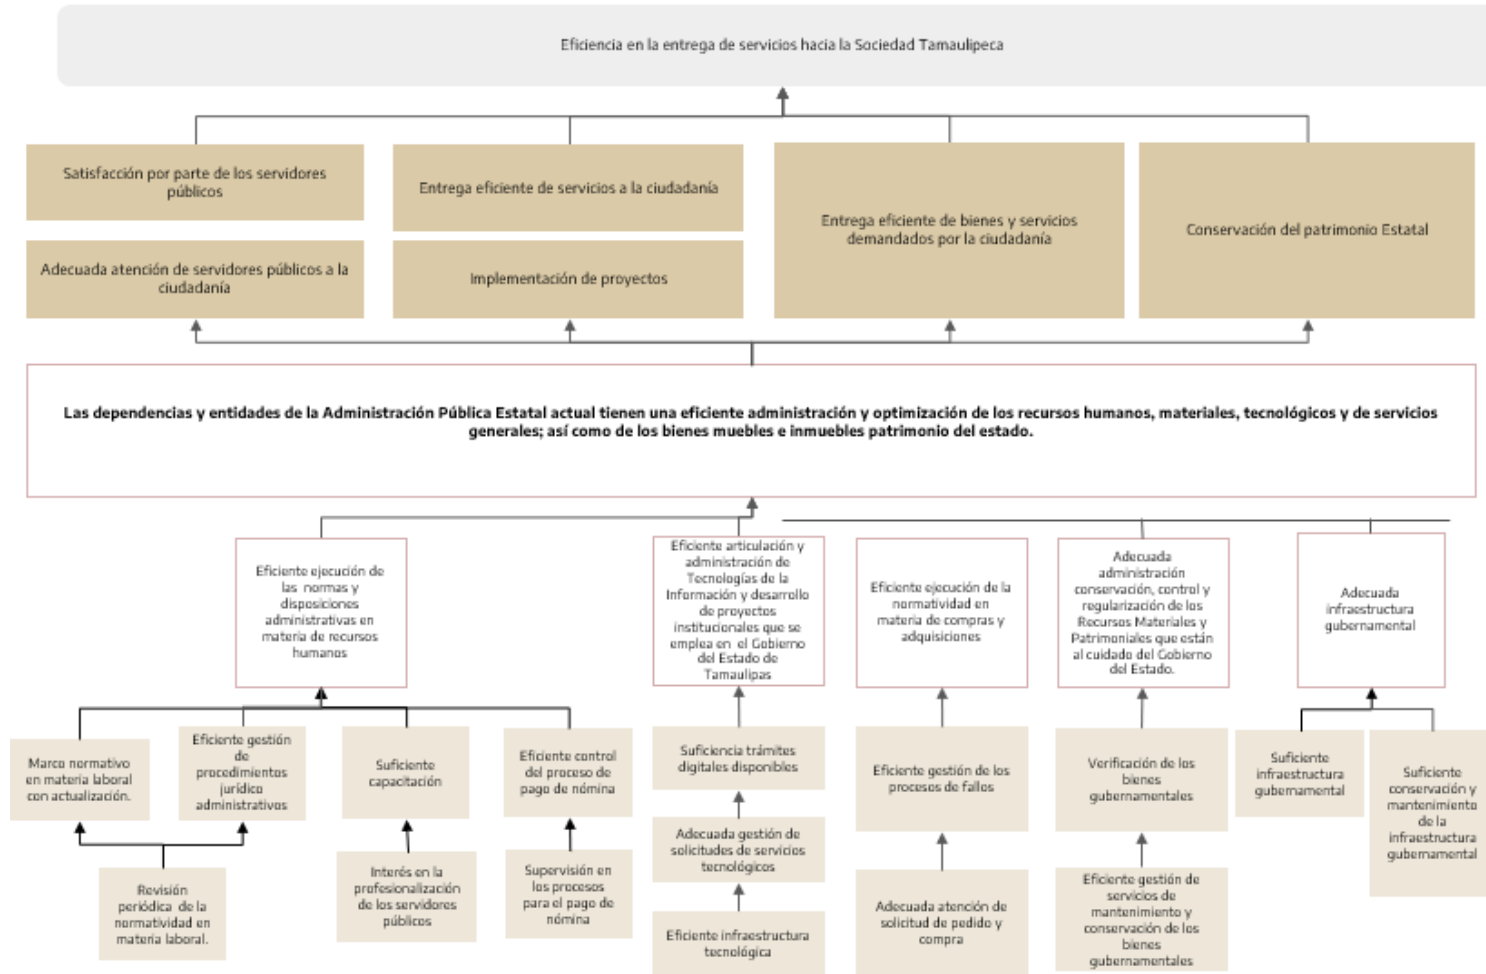 Eficiencia en la entrega de servicios hacia la Sociedad Tamaulipeca
Satisfacción por parte de los servidores
públicos
Entrega eficiente de servicios a la ciudadanía
Entrega eficiente de bienes y servicios
demandados por la ciudadanía
Conservación del patrimonio Estatal
Adecuada atención de servidores públicos a la
ciudadanía
Implementación de proyectos
Las dependencias y entidades de la Administración Pública Estatal actual tienen una eficiente administración y optimización de los recursos humanos, materiales, tecnológicos y de servicios
generales; así como de los bienes muebles e inmuebles patrimonio del estado.
Eficiente ejecución de
las normas y
disposiciones
administrativas en
materia de recursos
humanos
Eficiente articulación y
administración de
Tecnologías de la
Información y desarrollo
de proyectos
institucionales que se
emplea en el Gobierno
del Estado de
Tamaulipas
Eficiente ejecución de la
normatividad en
materia de compras y
adquisiciones
Adecuada
administración
conservación, control y
regularización de los
Recursos Materiales y
Patrimoniales que están
al cuidado del Gobierno
del Estado.
Adecuada
infraestructura
gubernamental
Marco normativo
en materia laboral
con actualización.
Eficiente gestión
de
procedimientos
jurídico
administrativos
Suficiente
capacitación
Eficiente control
del proceso de
pago de nómina
Suficiencia trámites
digitales disponibles
Eficiente gestión de los
procesos de fallos
Verificación de los
bienes
gubernamentales
Suficiente
infraestructura
gubernamental
Suficiente
conservación y
mantenimiento
de la
infraestructura
gubernamental
Adecuada gestión de
solicitudes de servicios
tecnológicos
Revisión
periódica de la
normatividad en
materia laboral.
Interés en la
profesionalización
de los servidores
públicos
Supervisión en
los procesos
para el pago de
nómina
Eficiente infraestructura
tecnológica
Adecuada atención de
solicitud de pedido y
compra
Eficiente gestión de
servicios de
mantenimiento y
conservación de los
bienes
gubernamentales